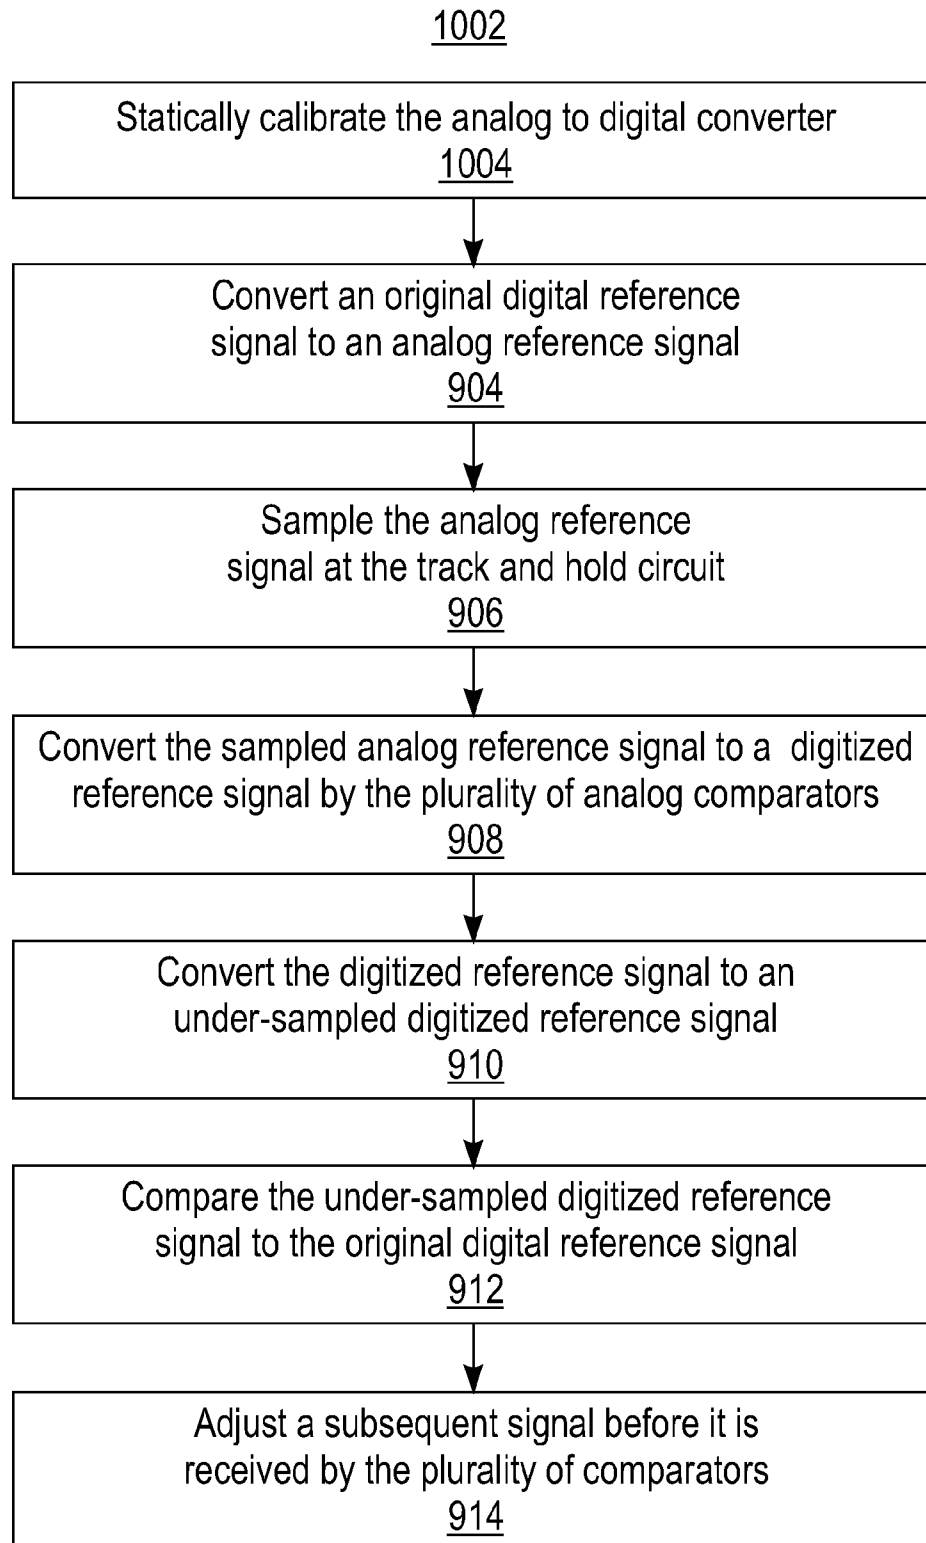 1002
Statically calibrate the analog to digital converter
1004
Convert an original digital reference
signal to an analog reference signal
904
Sample the analog reference
signal at the track and hold circuit
906
Convert the sampled analog reference signal to a digitized
reference signal by the plurality of analog comparators
908
Convert the digitized reference signal to an
under-sampled digitized reference signal
910
Compare the under-sampled digitized reference
signal to the original digital reference signal
912
Adjust a subsequent signal before it is
received by the plurality of comparators
914